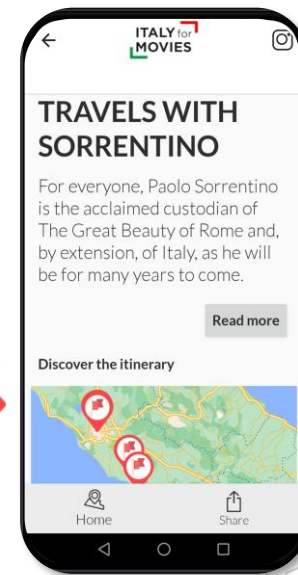 ITALY for
MOVIES
TRAVELS WITH
SORRENTINO
For everyone, Paolo Sorrentino
is the acclaimed custodian of
The Great Beauty of Rome and,
by extension, of Italy, as he will
be for many years to come.
Read more
Discover the itinerary
Home
Share